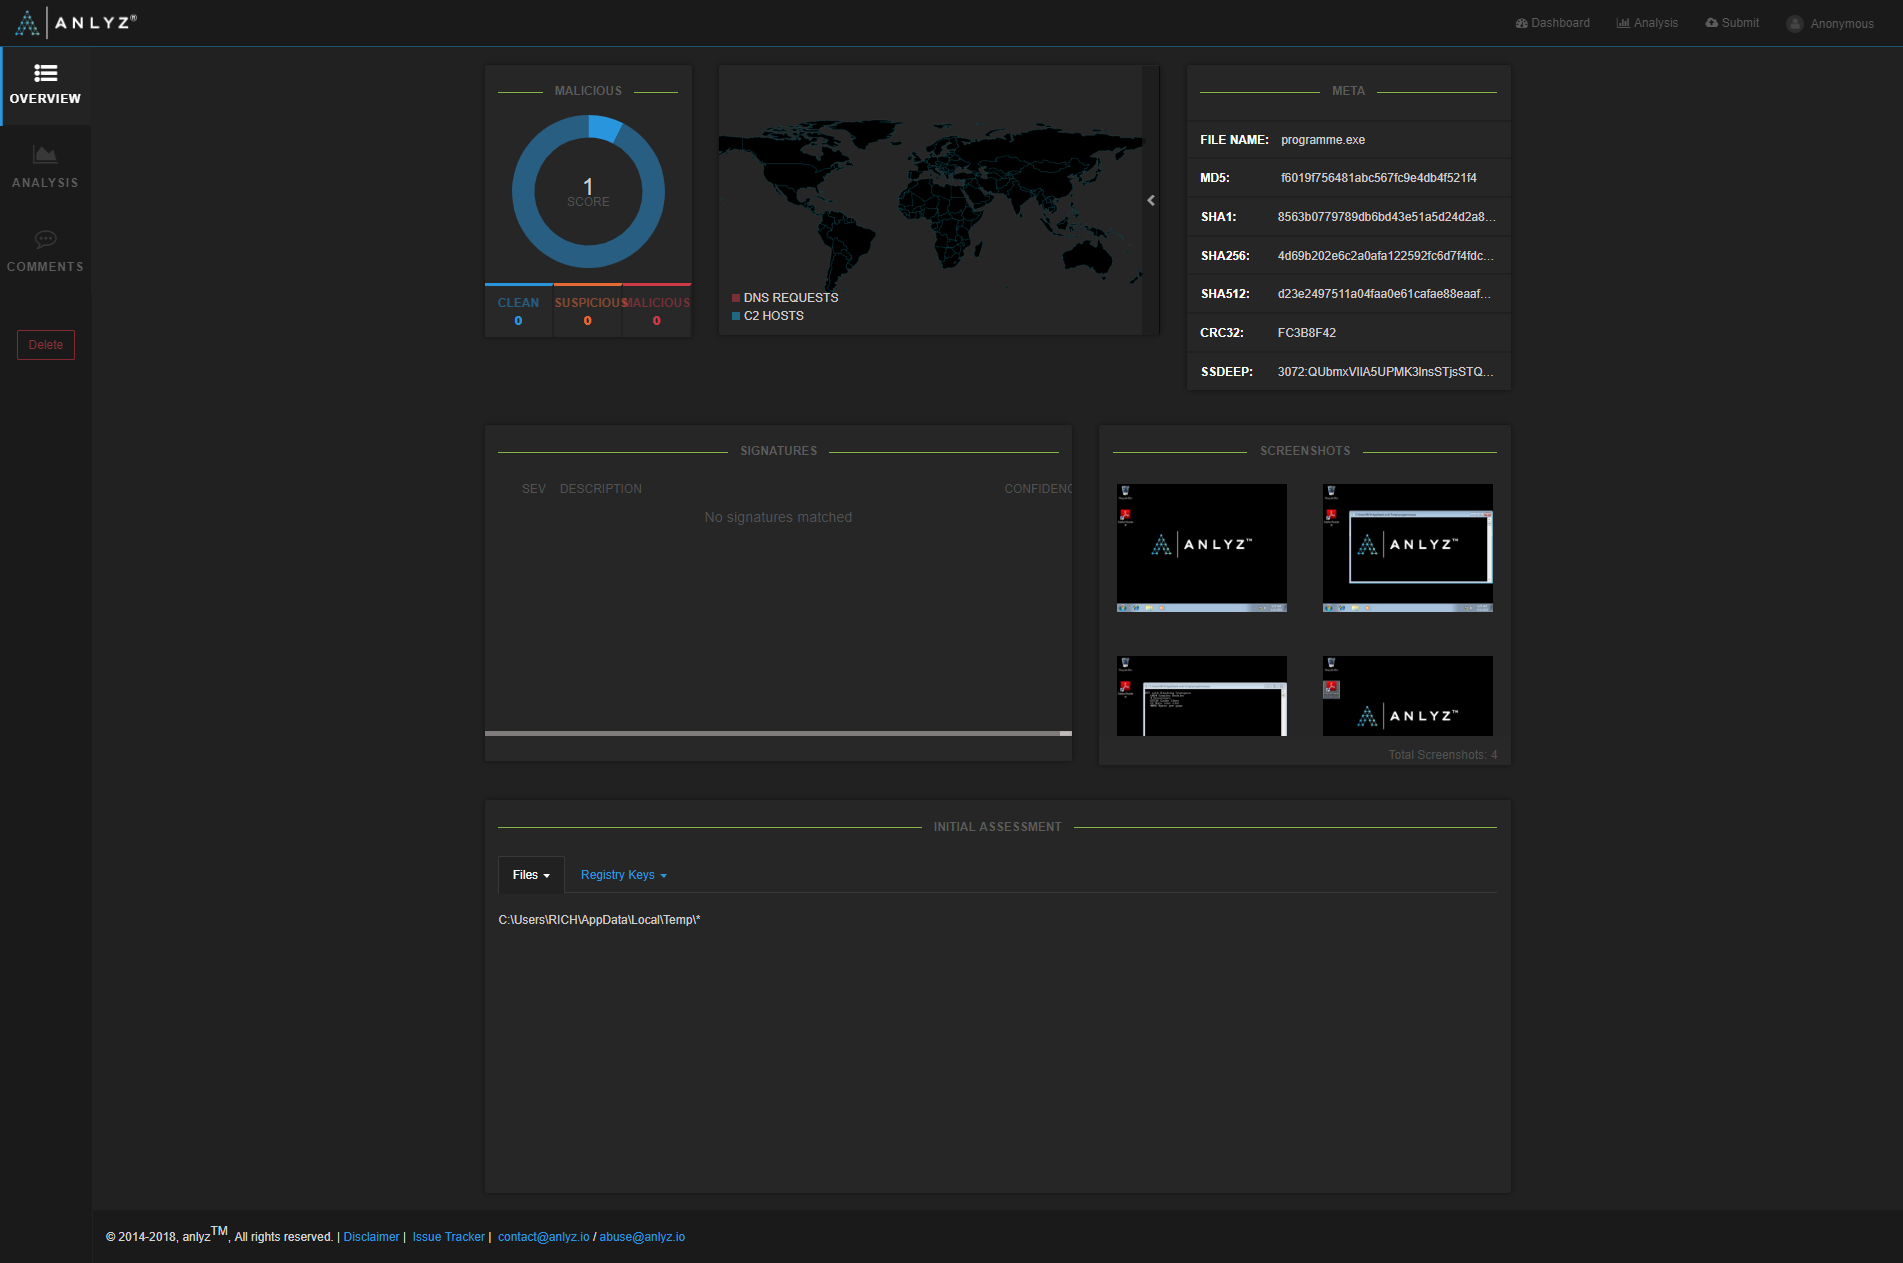 ANLYZ®
Dashboard
Analysis
Submit
Anonymous
OVERVIEW
ANALYSIS
COMMENTS
Delete
MALICIOUS
1
SCORE
CLEAN
0
SUSPICIOUS
0
MALICIOUS
0
DNS REQUESTS
C2 HOSTS
META
FILE NAME: programme.exe
MD5: f6019f756481abc567fc9e4db4f521f4
SHA1: 8563b0779789db6bd43e51a5d24d2a8...
SHA256: 4d69b202e6c2a0afa122592fc6d7f4fdc...
SHA512: d23e2497511a04faa0e61cafae88eaaf...
CRC32: FC3B8F42
SSDEEP: 3072:QUbmxVIIA5UPMK3InsSTjsSTQ...
SIGNATURES
SEV DESCRIPTION CONFIDENC
No signatures matched
SCREENSHOTS
ANLYZ™
ANLYZ™
ANLYZ™
Total Screenshots: 4
INITIAL ASSESSMENT
Files
Registry Keys
C:\Users\RICH\AppData\Local\Temp\*
© 2014-2018, anlyzTM, All rights reserved. | Disclaimer | Issue Tracker | contact@anlyz.io / abuse@anlyz.io